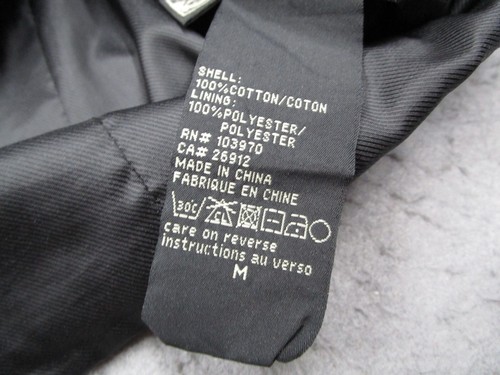 SHELL:
100%COTTON/COTON
LINING:
100%POLYESTER/
POLYESTER
RN# 103970
CA# 26912
MADE IN CHINA
FABRIQUE EN CHINE
30C
care on reverse
instructions au verso
M